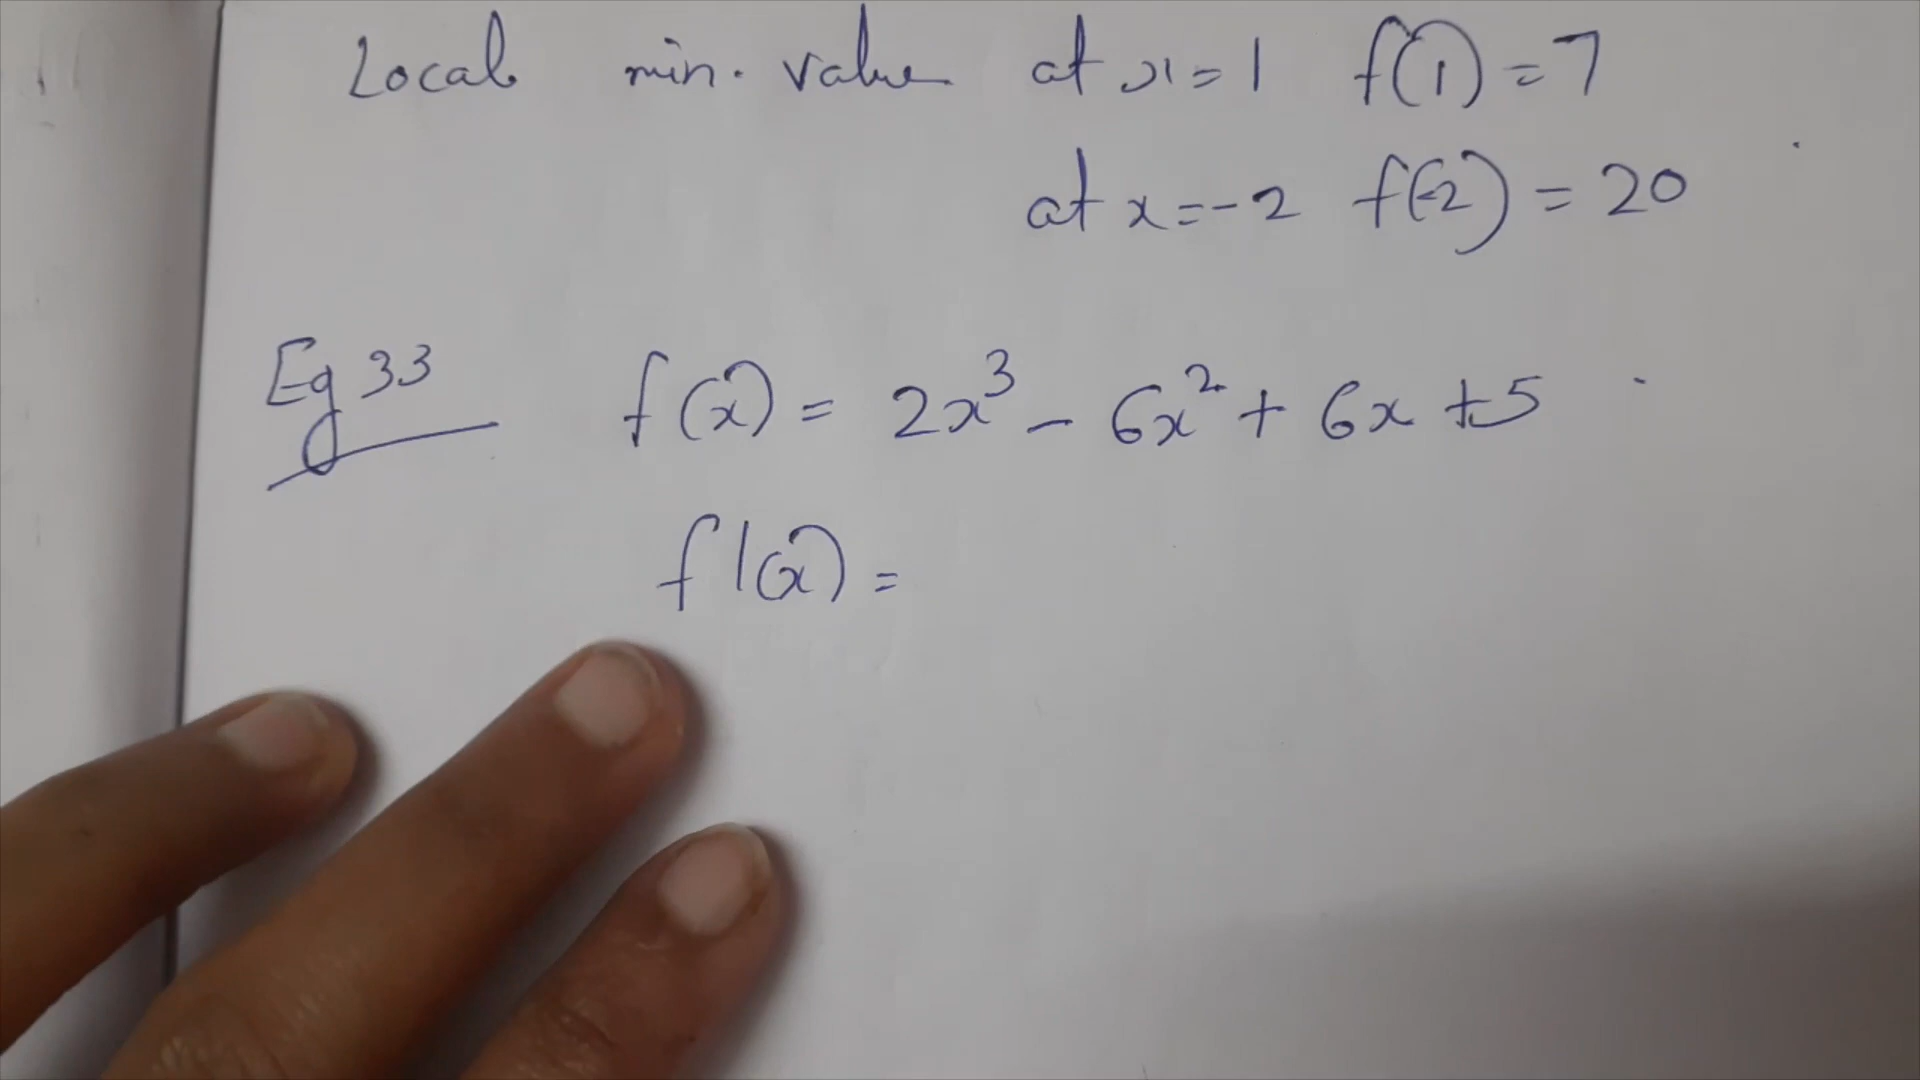 Local min. value at x=1 f(1)=7
at x=-2 f(-2) = 20
Eg 33 f(x) = 2x³ - 6x² + 6x + 5
f'(x) =